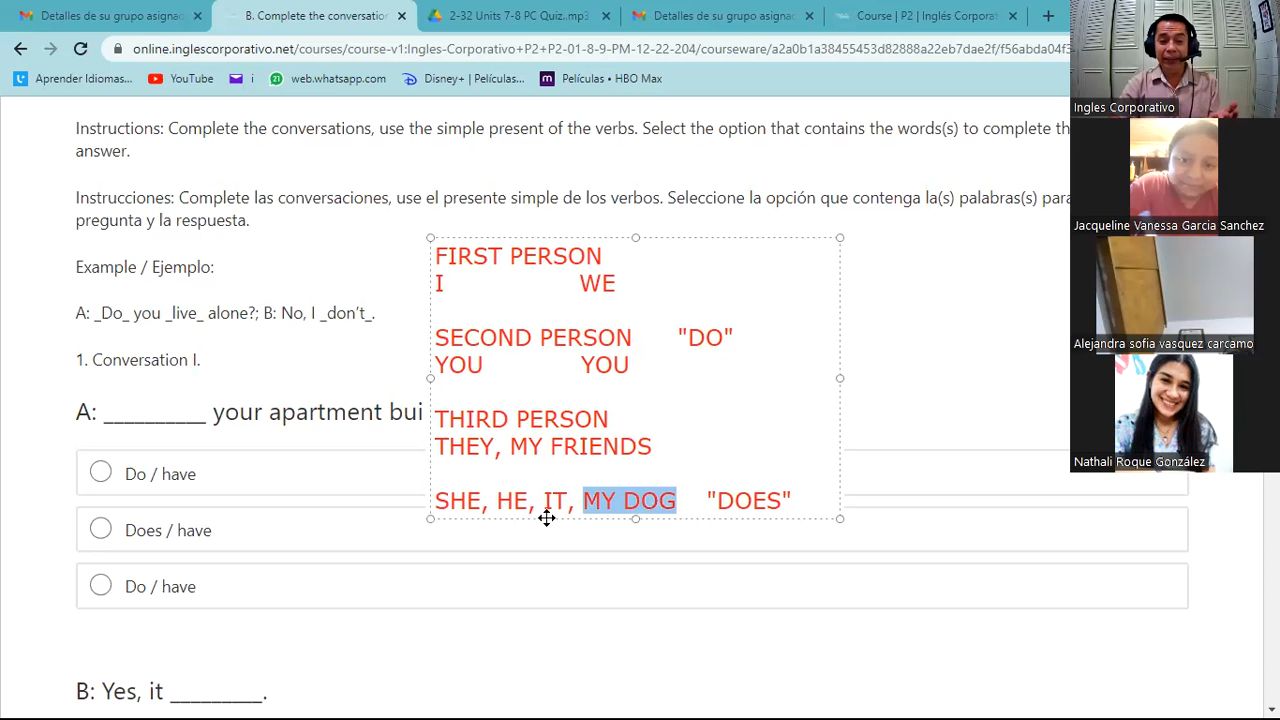 Detalles de su grupo asignad
B. Complete the conversation
2-32 Units 7-8 PC Quiz..mp3
Detalles de su grupo asignad
Course | P2 | Inglés Corporat
online.inglescorporativo.net/courses/course-v1:Ingles-Corporativo+P2+P2-01-8-9-PM-12-22-204/courseware/
Aprender Idiomas...
YouTube
i
web.whatsapp.com
Disney+ | Películas...
Películas • HBO Max
Instructions: Complete the conversations, use the simple present of the verbs. Select the option that contains the words(s) to complete th
answer.
Instrucciones: Complete las conversaciones, use el presente simple de los verbos. Seleccione la opción que contenga la(s) palabras(s) para
pregunta y la respuesta.
Example / Ejemplo:
A: _Do_ you _live_ alone?; B: No, I _don't_.
1. Conversation I.
A: __________ your apartment bui
Do / have
Does / have
Do / have
B: Yes, it _________.
FIRST PERSON
I WE
SECOND PERSON "DO"
YOU YOU
THIRD PERSON
THEY, MY FRIENDS
SHE, HE, IT, MY DOG "DOES"
Ingles Corporativo
Jacqueline Vanessa Garcia Sanchez
Alejandra sofia vasquez carcamo
Nathali Roque González